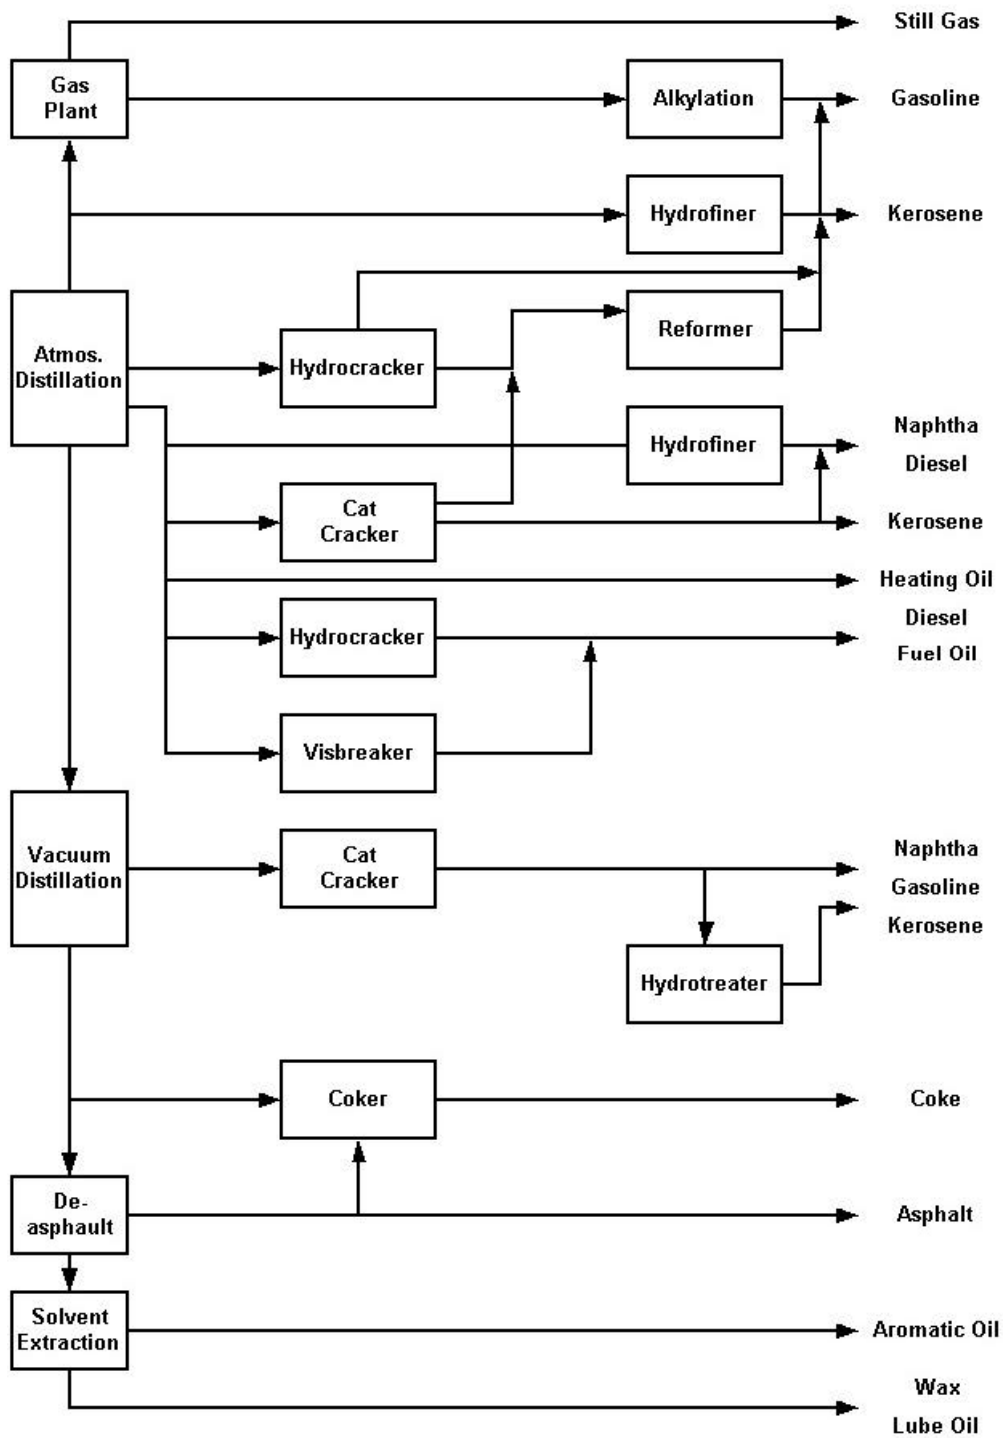 Still Gas
Gas
Plant
Alkylation
Gasoline
Hydrofiner
Kerosene
Atmos.
Distillation
Hydrocracker
Reformer
Hydrofiner
Naphtha
Diesel
Cat
Cracker
Kerosene
Heating Oil
Hydrocracker
Diesel
Fuel Oil
Visbreaker
Vacuum
Distillation
Cat
Cracker
Naphtha
Gasoline
Kerosene
Hydrotreater
Coker
Coke
De-
asphault
Asphalt
Solvent
Extraction
Aromatic Oil
Wax
Lube Oil